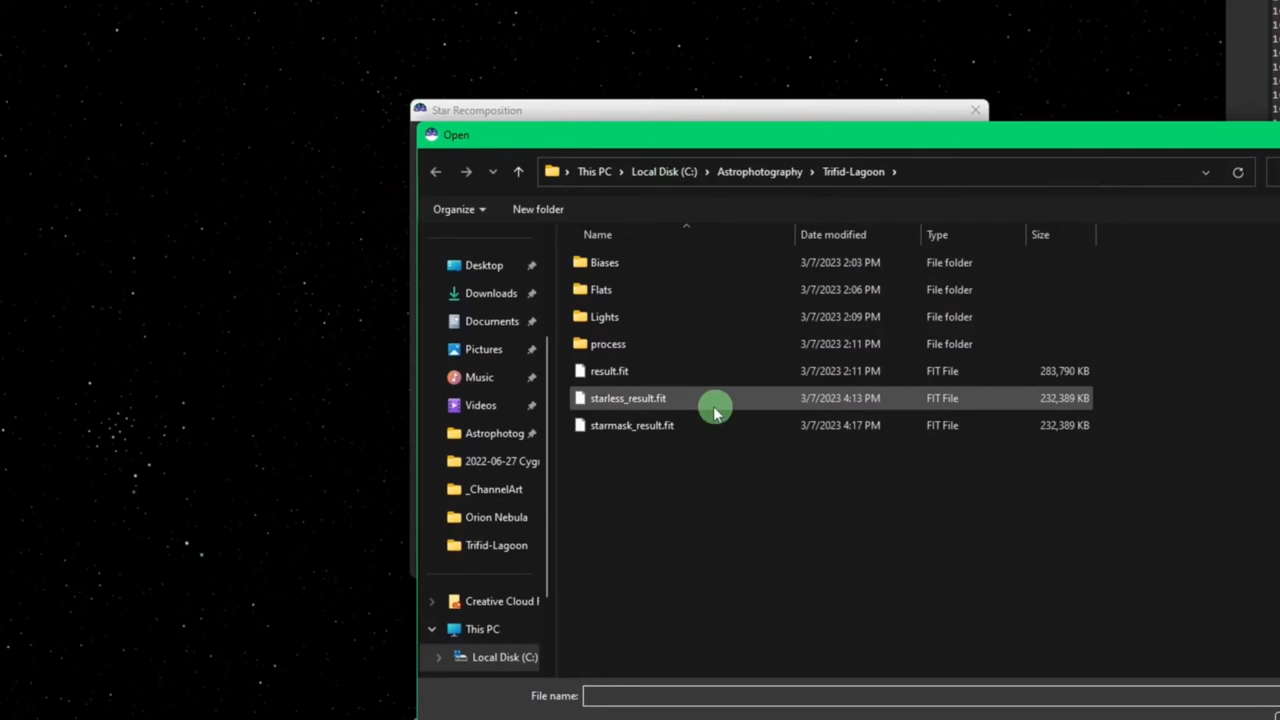 Star Recomposition
Open
This PC > Local Disk (C:) > Astrophotography > Trifid-Lagoon >
Organize New folder
Name Date modified Type Size
Desktop
Downloads
Documents
Pictures
Music
Videos
Astrophotog
2022-06-27 Cyg
_ChannelArt
Orion Nebula
Trifid-Lagoon
Creative Cloud F
This PC
Local Disk (C:)
Biases 3/7/2023 2:03 PM File folder
Flats 3/7/2023 2:06 PM File folder
Lights 3/7/2023 2:09 PM File folder
process 3/7/2023 2:11 PM File folder
result.fit 3/7/2023 2:11 PM FIT File 283,790 KB
starless_result.fit 3/7/2023 4:13 PM FIT File 232,389 KB
starmask_result.fit 3/7/2023 4:17 PM FIT File 232,389 KB
File name: